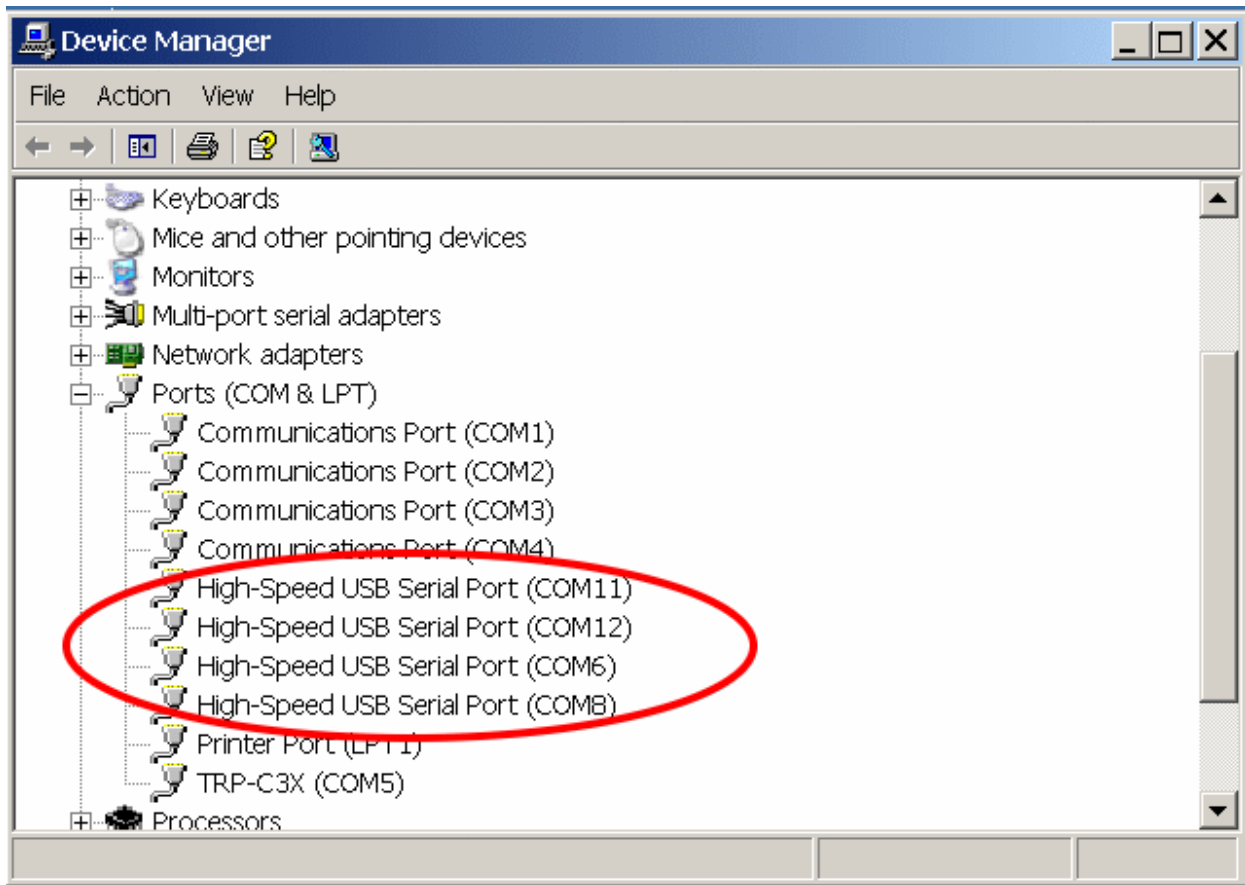 Device Manager
File Action View Help
Keyboards
Mice and other pointing devices
Monitors
Multi-port serial adapters
Network adapters
Ports (COM & LPT)
Communications Port (COM1)
Communications Port (COM2)
Communications Port (COM3)
Communications Port (COM4)
High-Speed USB Serial Port (COM11)
High-Speed USB Serial Port (COM12)
High-Speed USB Serial Port (COM6)
High-Speed USB Serial Port (COM8)
Printer Port (LPT1)
TRP-C3X (COM5)
Processors